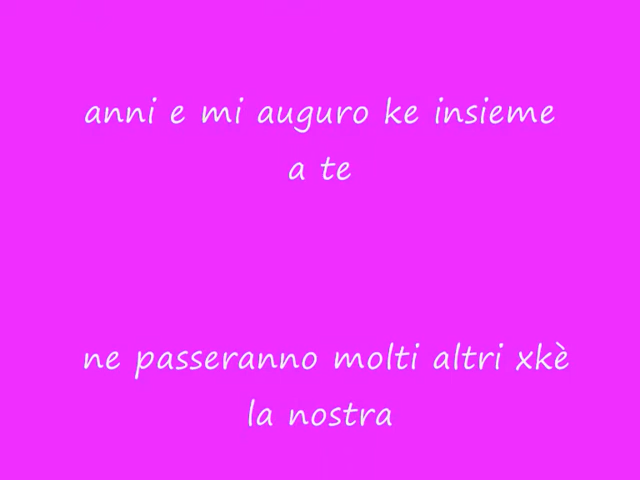 anni e mi auguro ke insieme
a te
ne passeranno molti altri xkè
la nostra